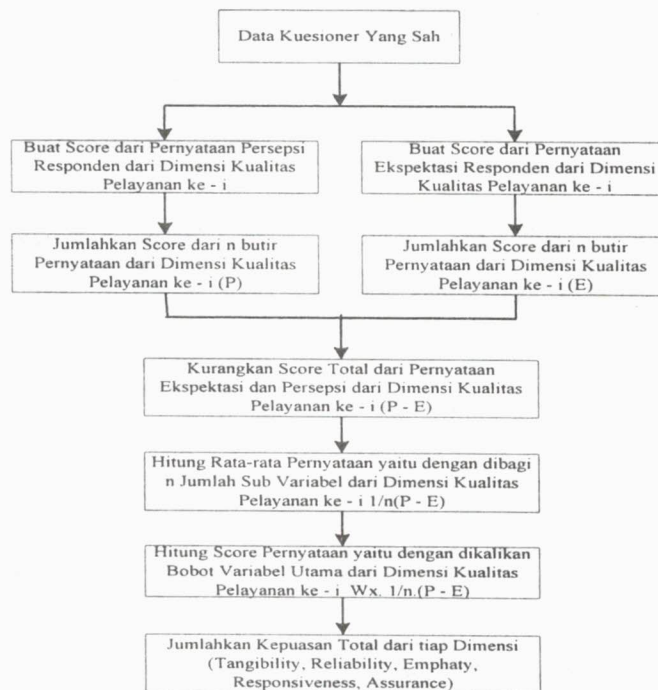 Data Kuesioner Yang Sah
Buat Score dari Pernyataan Persepsi
Responden dari Dimensi Kualitas
Pelayanan ke - i
Buat Score dari Pernyataan
Ekspektasi Responden dari Dimensi
Kualitas Pelayanan ke - i
Jumlahkan Score dari n butir
Pernyataan dari Dimensi Kualitas
Pelayanan ke - i (P)
Jumlahkan Score dari n butir
Pernyataan dari Dimensi Kualitas
Pelayanan ke - i (E)
Kurangkan Score Total dari Pernyataan
Ekspektasi dan Persepsi dari Dimensi Kualitas
Pelayanan ke - i (P - E)
Hitung Rata-rata Pernyataan yaitu dengan dibagi
n Jumlah Sub Variabel dari Dimensi Kualitas
Pelayanan ke - i 1/n(P - E)
Hitung Score Pernyataan yaitu dengan dikalikan
Bobot Variabel Utama dari Dimensi Kualitas
Pelayanan ke - i Wx. 1/n.(P - E)
Jumlahkan Kepuasan Total dari tiap Dimensi
(Tangibility, Reliability, Emphaty,
Responsiveness, Assurance)